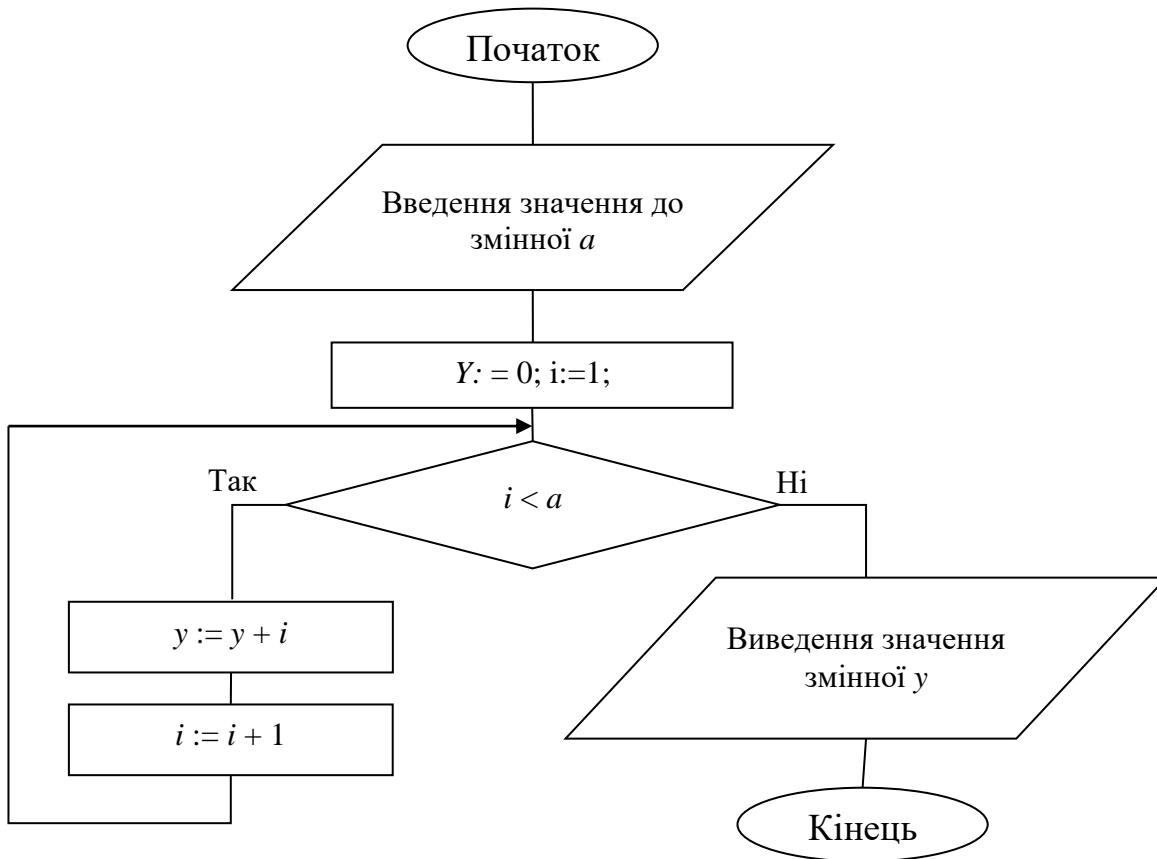 Початок
Введення значення до
змінної a
Y: = 0; i:=1;
Так
i < a
Ні
y := y + i
i := i + 1
Виведення значення
змінної y
Кінець